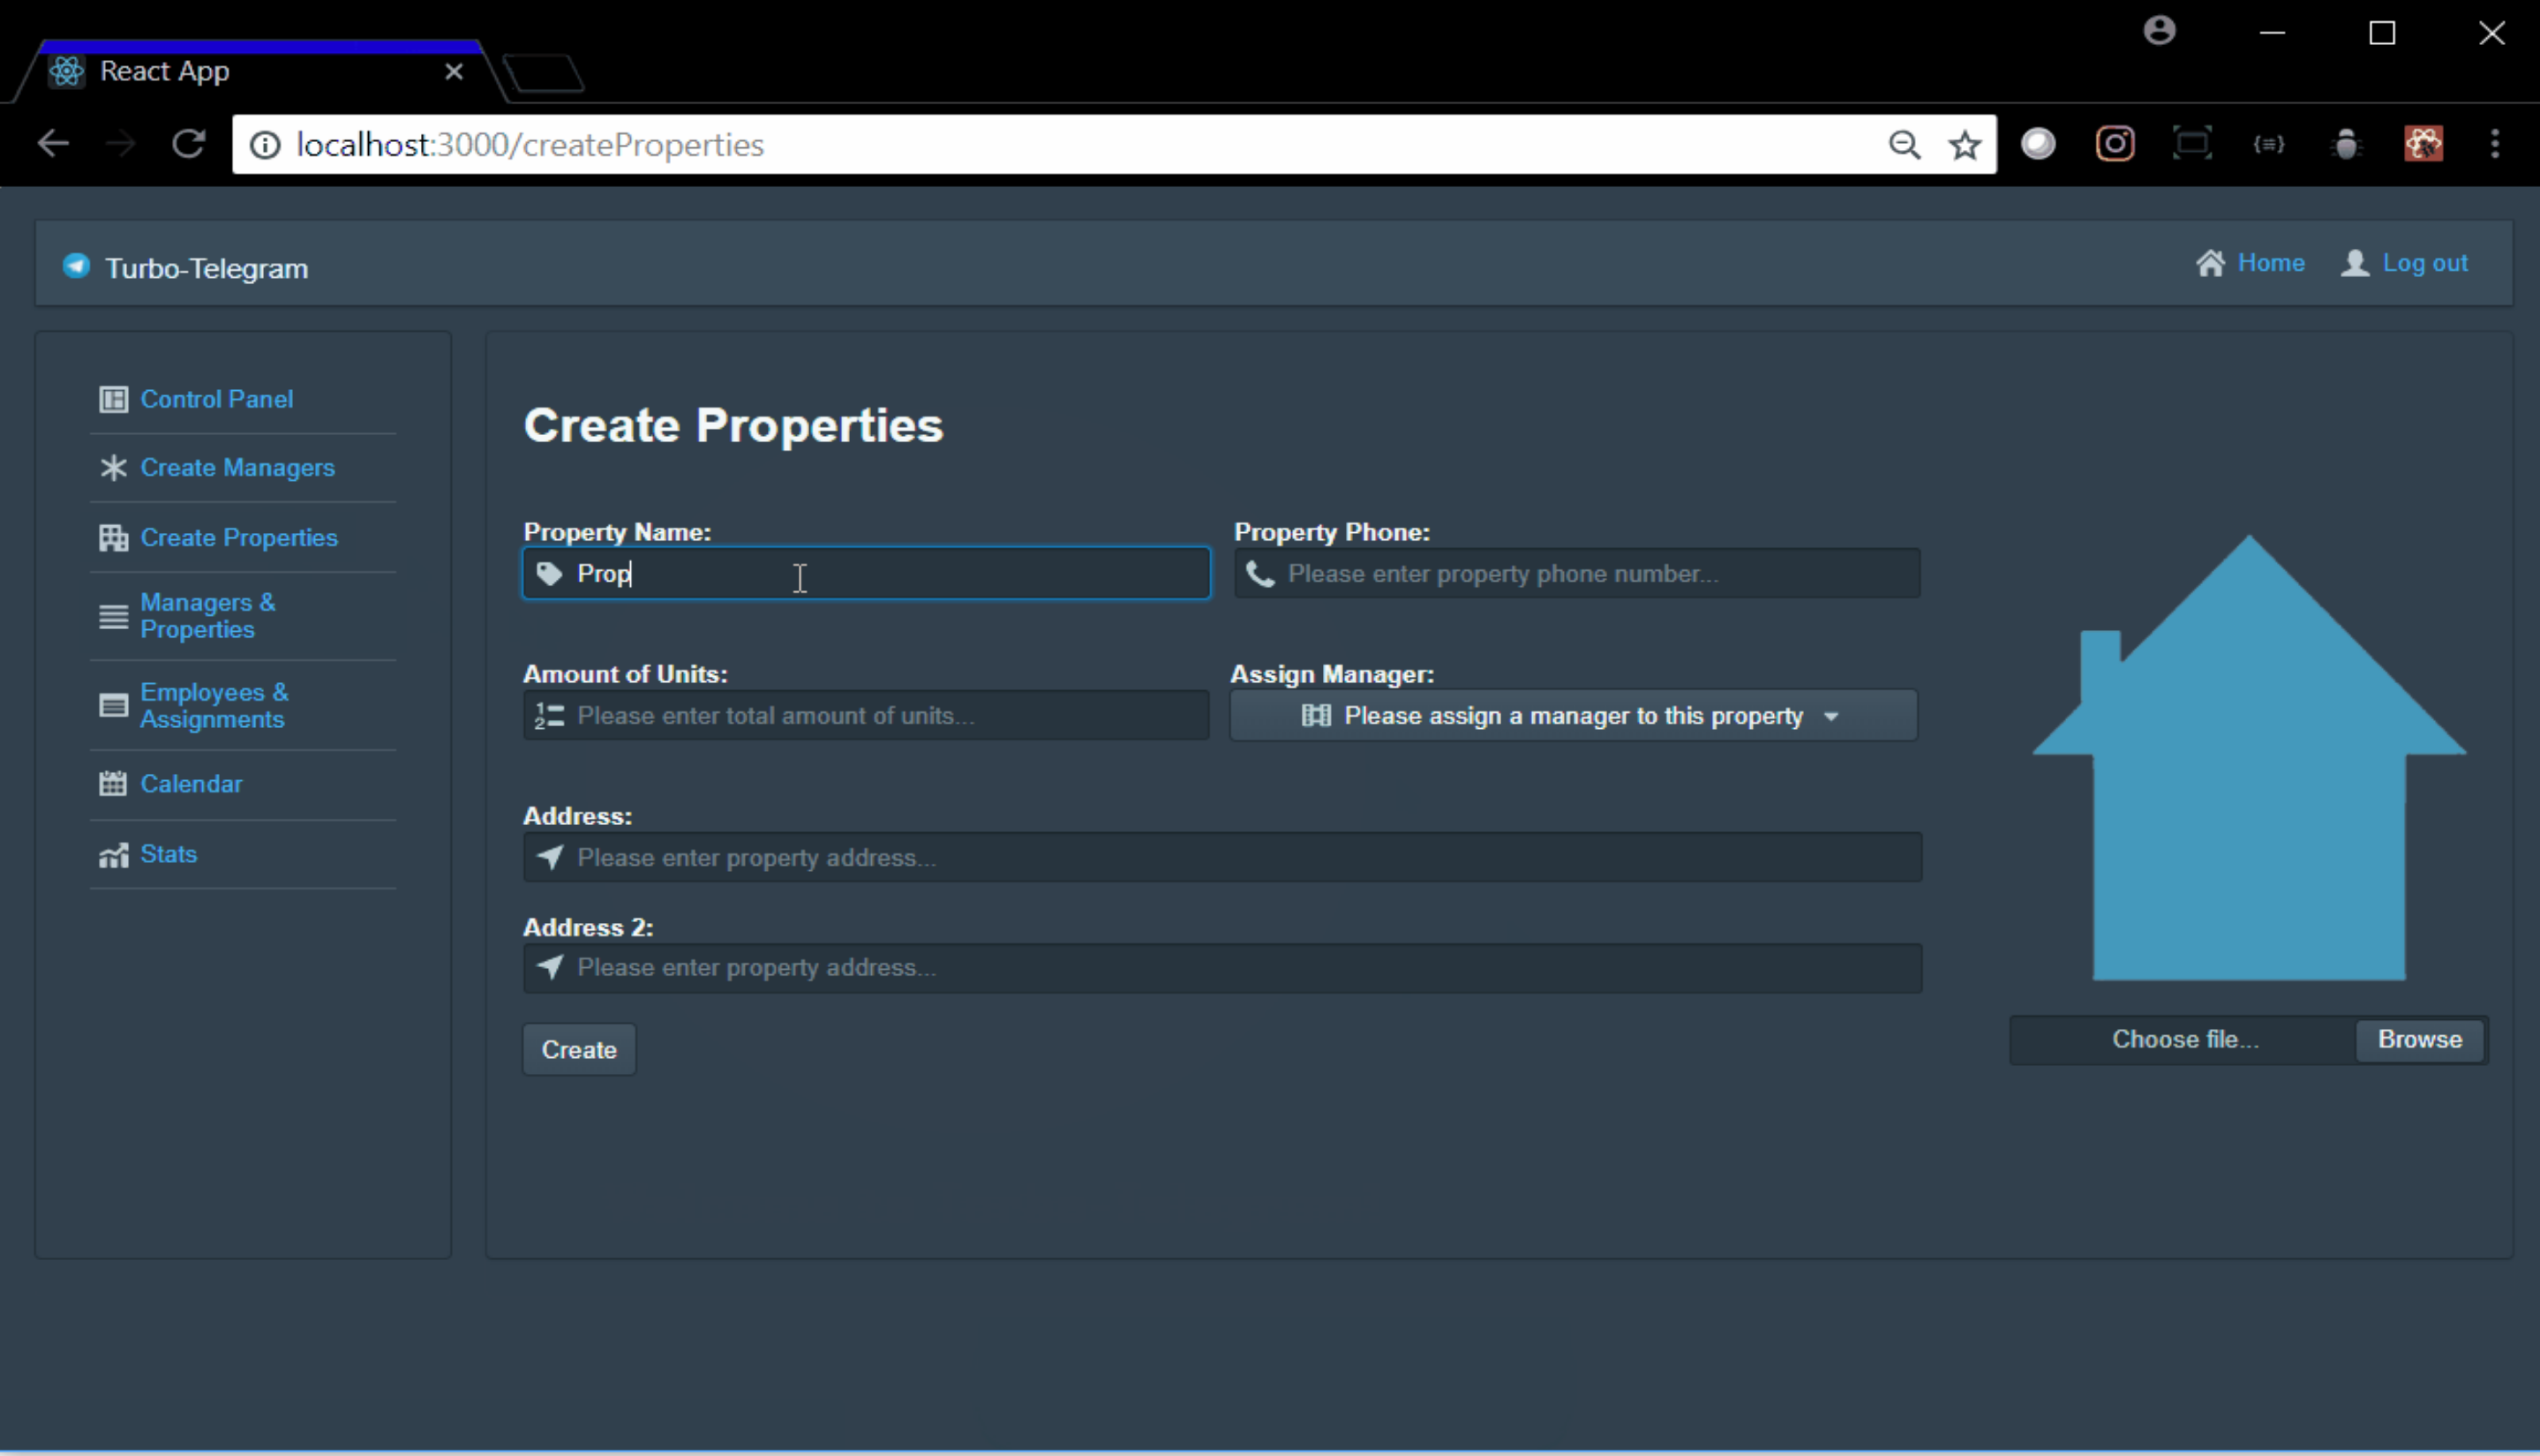 React App
localhost:3000/createProperties
Turbo-Telegram
Home
Log out
Control Panel
Create Managers
Create Properties
Managers &
Properties
Employees &
Assignments
Calendar
Stats
Create Properties
Property Name:
Prop
Property Phone:
Please enter property phone number...
Amount of Units:
Please enter total amount of units...
Assign Manager:
Please assign a manager to this property
Address:
Please enter property address...
Address 2:
Please enter property address...
Create
Choose file...
Browse